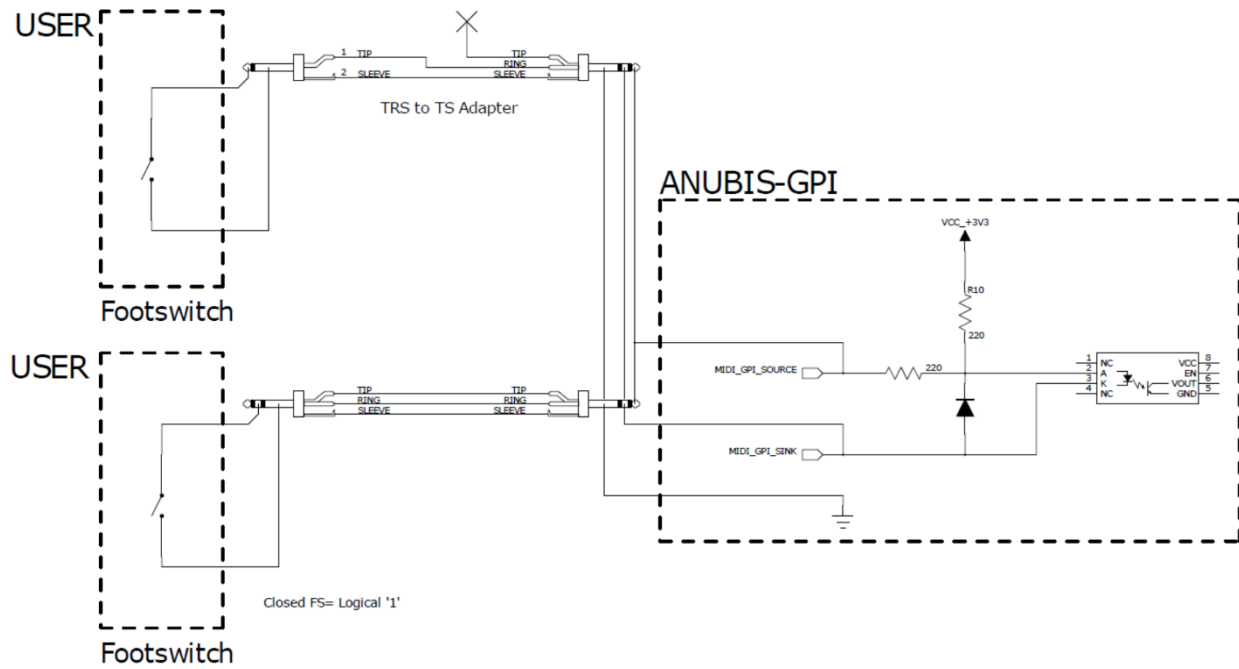 USER
1 TIP TIP
RING
2 SLEEVE SLEEVE
TRS to TS Adapter
Footswitch
ANUBIS-GPI
VCC_+3V3
R10
220
MIDI_GPI_SOURCE
220
1 NC VCC 8
2 A EN 7
3 K VOUT 6
4 NC GND 5
MIDI_GPI_SINK
USER
TIP TIP
RING RING
SLEEVE SLEEVE
Closed FS= Logical '1'
Footswitch